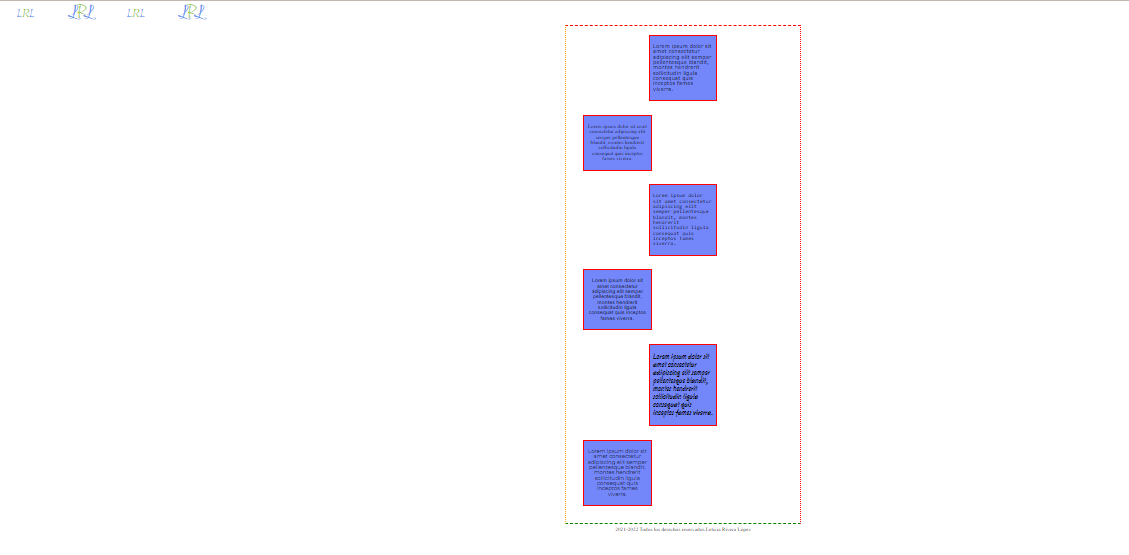 LRL LRL LRL LRL
Lorem ipsum dolor sit
amet consectetur
adipiscing elit semper
pellentesque blandit,
montes hendrerit
sollicitudin ligula
consequat quis
inceptos fames
viverra.
Lorem ipsum dolor sit amet
consectetur adipiscing elit
semper pellentesque
blandit, montes hendrerit
sollicitudin ligula
consequat quis inceptos
fames viverra.
Lorem ipsum dolor
sit amet consectetur
adipiscing elit
semper pellentesque
blandit, montes
hendrerit
sollicitudin ligula
consequat quis
inceptos fames
viverra.
Lorem ipsum dolor sit
amet consectetur
adipiscing elit semper
pellentesque blandit,
montes hendrerit
sollicitudin ligula
consequat quis inceptos
fames viverra.
Lorem ipsum dolor sit
amet consectetur
adipiscing elit semper
pellentesque blandit,
montes hendrerit
sollicitudin ligula
consequat quis
inceptos fames viverra.
Lorem ipsum dolor sit
amet consectetur
adipiscing elit semper
pellentesque blandit,
montes hendrerit
sollicitudin ligula
consequat quis
inceptos fames
viverra.
2021-2022 Todos los derechos reservados Leticia Rivera López